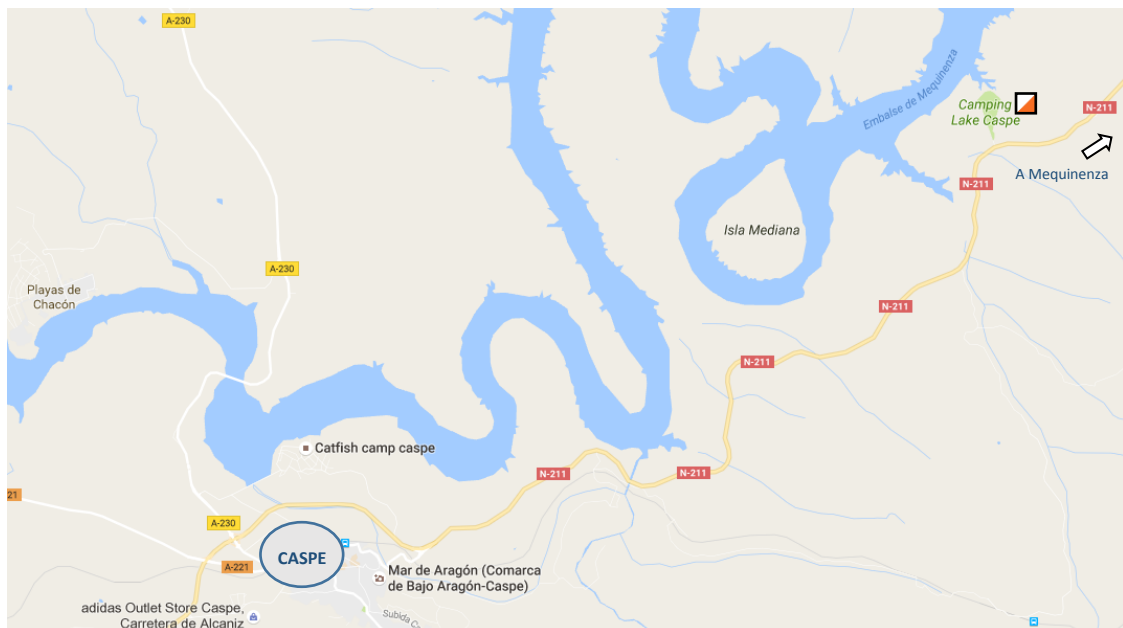 A-230
Embalse de Mequinenza
Camping
Lake Caspe
N-211
A Mequinenza
N-211
Isla Mediana
A-230
Playas de
Chacón
N-211
N-211
Catfish camp caspe
N-211
N-211
21
A-230
CASPE
A-221
Mar de Aragón (Comarca
de Bajo Aragón-Caspe)
adidas Outlet Store Caspe,
Carretera de Alcaniz
Subida